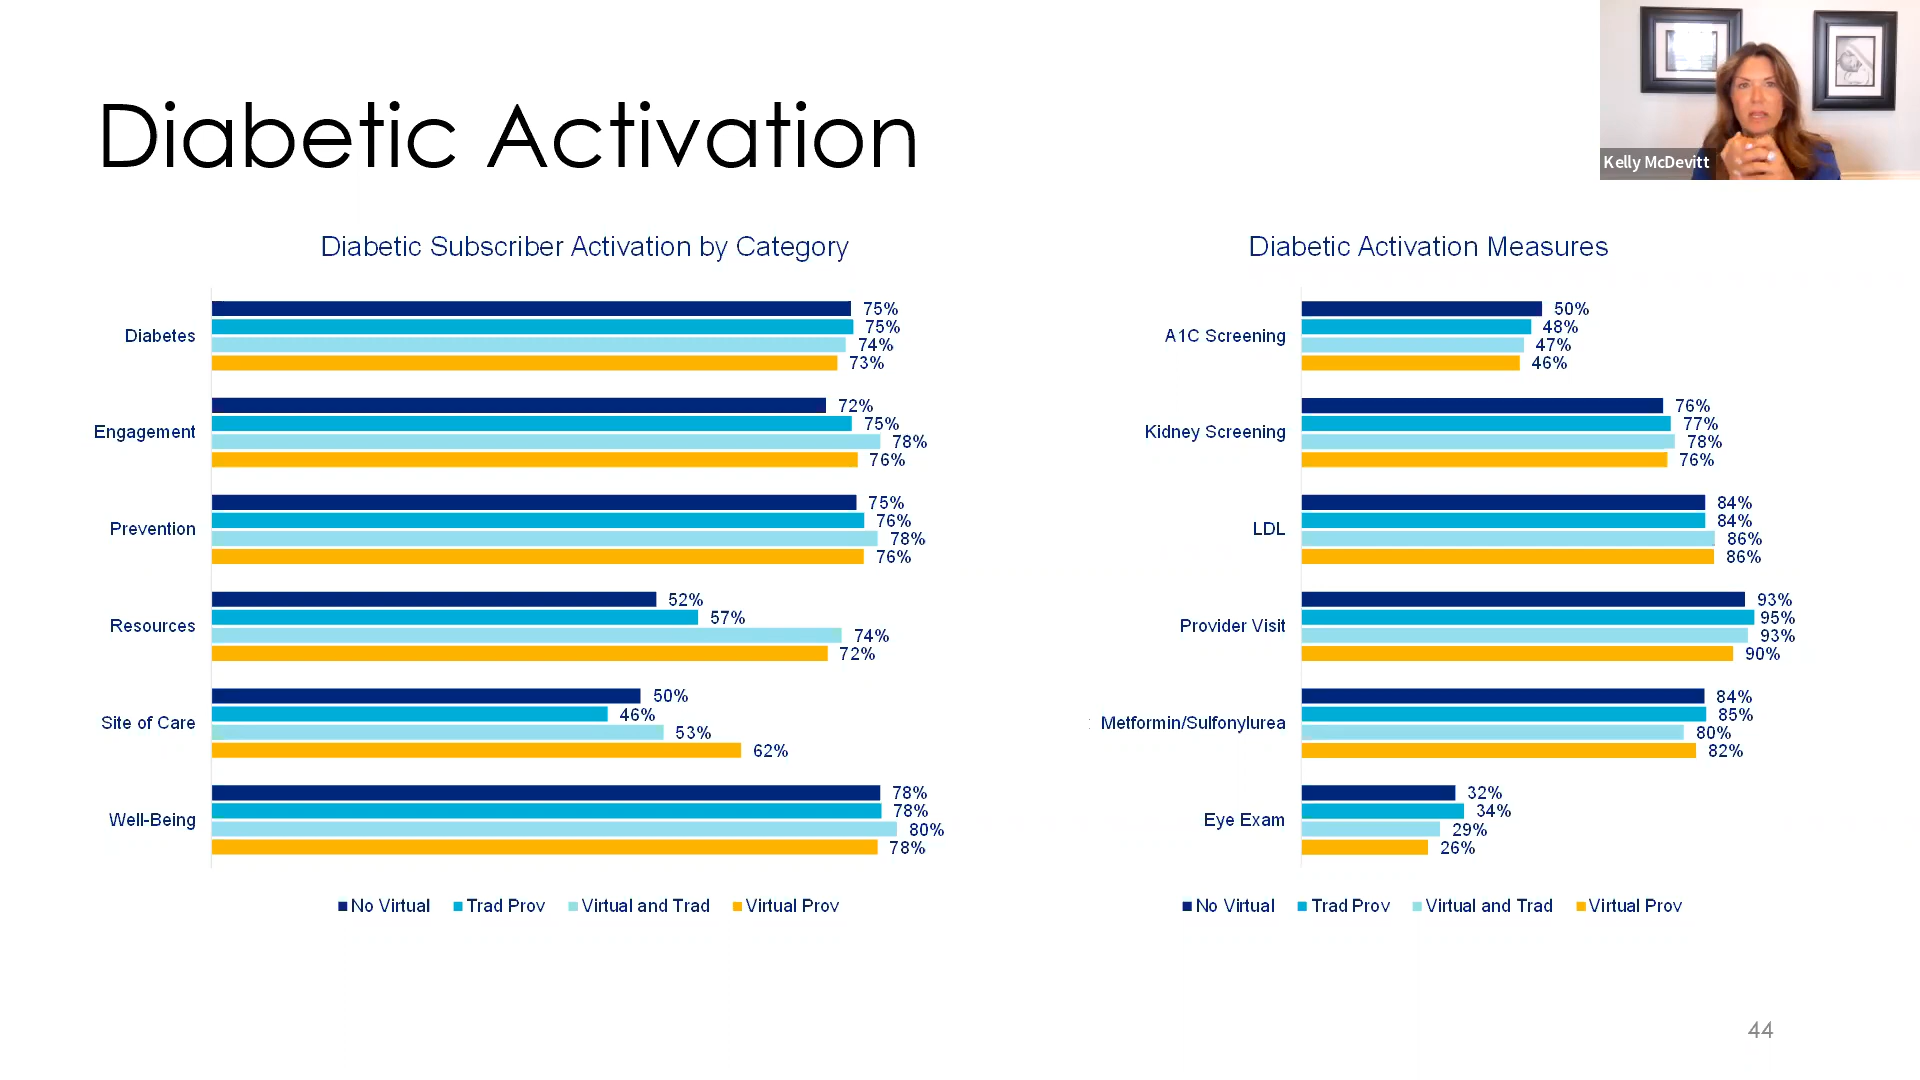 Diabetic Activation
Kelly McDevitt
Diabetic Subscriber Activation by Category
Diabetes
75%
75%
74%
73%
Engagement
72%
75%
78%
76%
Prevention
75%
76%
78%
76%
Resources
52%
57%
74%
72%
Site of Care
50%
46%
53%
62%
Well-Being
78%
78%
80%
78%
No Virtual Trad Prov Virtual and Trad Virtual Prov
Diabetic Activation Measures
A1C Screening
50%
48%
47%
46%
Kidney Screening
76%
77%
78%
76%
LDL
84%
84%
86%
86%
Provider Visit
93%
95%
93%
90%
Metformin/Sulfonylurea
84%
85%
80%
82%
Eye Exam
32%
34%
29%
26%
No Virtual Trad Prov Virtual and Trad Virtual Prov
44